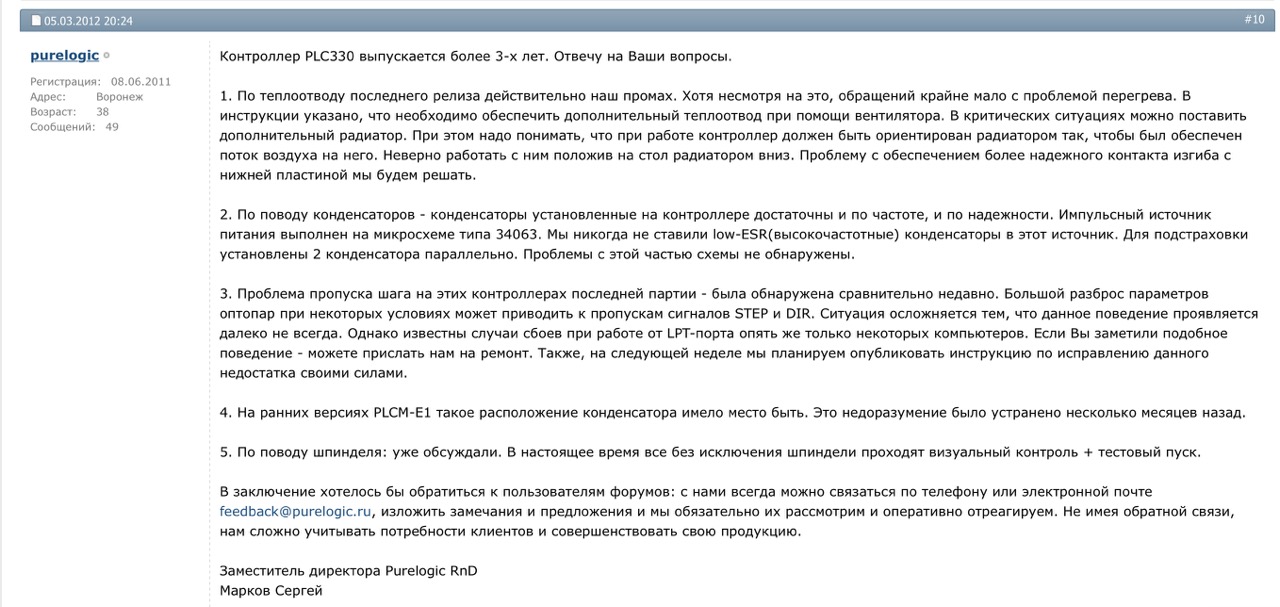 05.03.2012 20:24
#10
purelogic
Регистрация: 08.06.2011
Адрес: Воронеж
Возраст: 38
Сообщений: 49
Контроллер PLC330 выпускается более 3-х лет. Отвечу на Ваши вопросы.
1. По теплоотводу последнего релиза действительно наш промах. Хотя несмотря на это, обращений крайне мало с проблемой перегрева. В
инструкции указано, что необходимо обеспечить дополнительный теплоотвод при помощи вентилятора. В критических ситуациях можно поставить
дополнительный радиатор. При этом надо понимать, что при работе контроллер должен быть ориентирован радиатором так, чтобы был обеспечен
поток воздуха на него. Неверно работать с ним положив на стол радиатором вниз. Проблему с обеспечением более надежного контакта изгиба с
нижней пластиной мы будем решать.
2. По поводу конденсаторов - конденсаторы установленные на контроллере достаточны и по частоте, и по надежности. Импульсный источник
питания выполнен на микросхеме типа 34063. Мы никогда не ставили low-ESR(высокочастотные) конденсаторы в этот источник. Для подстраховки
установлены 2 конденсатора параллельно. Проблемы с этой частью схемы не обнаружены.
3. Проблема пропуска шага на этих контроллерах последней партии - была обнаружена сравнительно недавно. Большой разброс параметров
оптопар при некоторых условиях может приводить к пропускам сигналов STEP и DIR. Ситуация осложняется тем, что данное поведение проявляется
далеко не всегда. Однако известны случаи сбоев при работе от LPT-порта опять же только некоторых компьютеров. Если Вы заметили подобное
поведение - можете прислать нам на ремонт. Также, на следующей неделе мы планируем опубликовать инструкцию по исправлению данного
недостатка своими силами.
4. На ранних версиях PLCM-E1 такое расположение конденсатора имело место быть. Это недоразумение было устранено несколько месяцев назад.
5. По поводу шпинделя: уже обсуждали. В настоящее время все без исключения шпиндели проходят визуальный контроль + тестовый пуск.
В заключение хотелось бы обратиться к пользователям форумов: с нами всегда можно связаться по телефону или электронной почте
feedback@purelogic.ru, изложить замечания и предложения и мы обязательно их рассмотрим и оперативно отреагируем. Не имея обратной связи,
нам сложно учитывать потребности клиентов и совершенствовать свою продукцию.
Заместитель директора Purelogic RnD
Марков Сергей